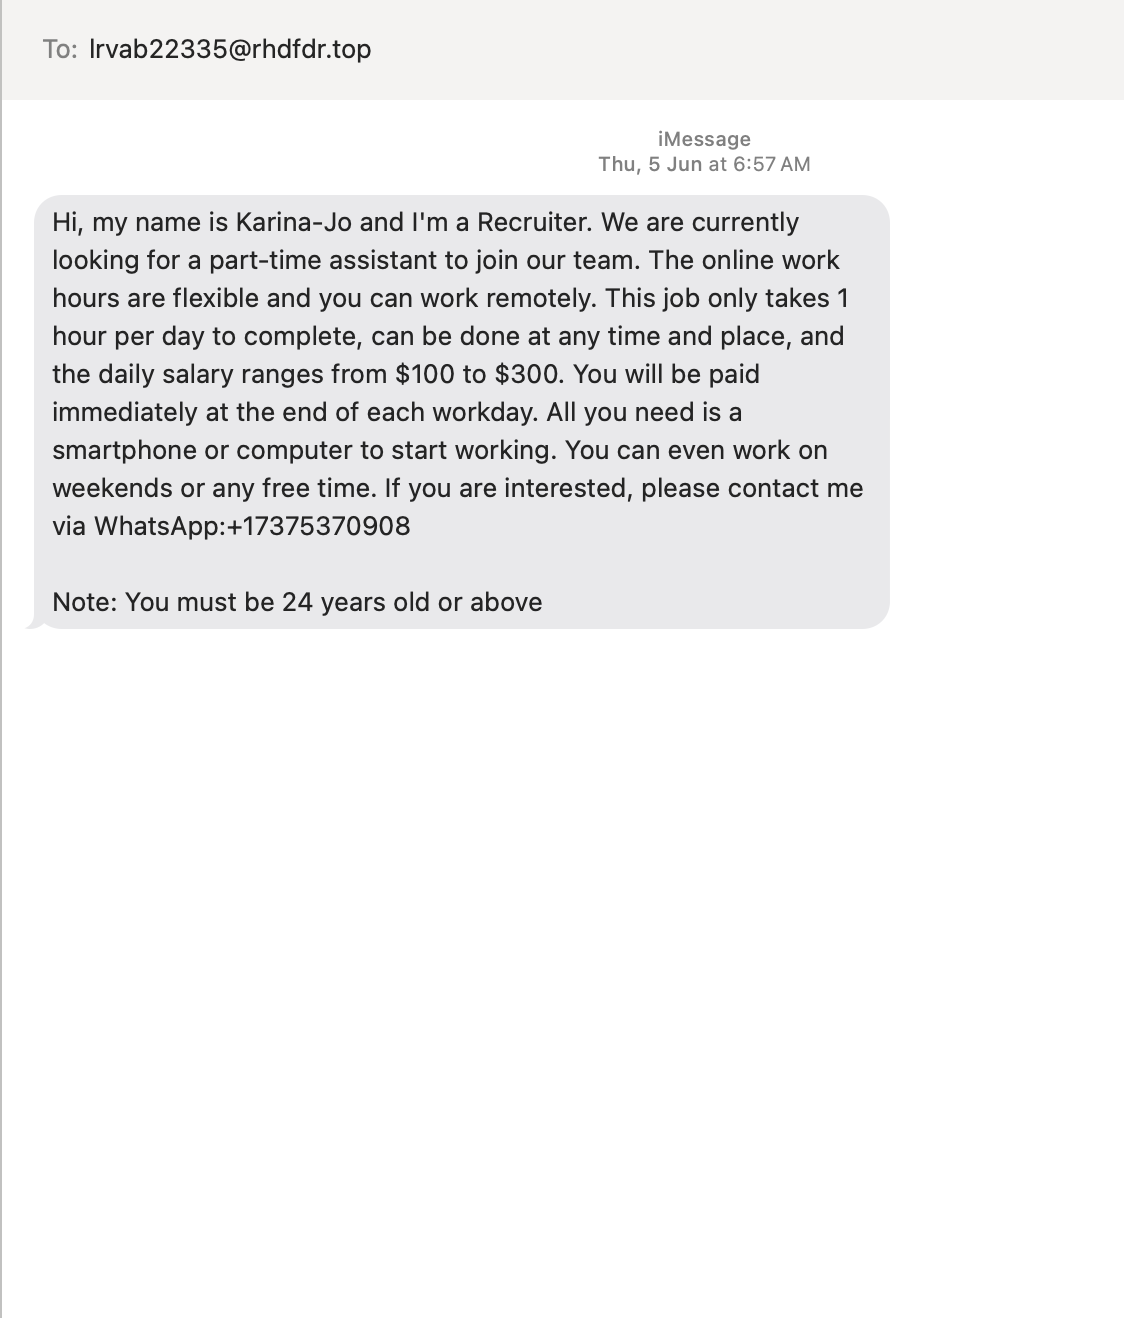 To: lrvab22335@rhdfdr.top
iMessage
Thu, 5 Jun at 6:57 AM
Hi, my name is Karina-Jo and I'm a Recruiter. We are currently
looking for a part-time assistant to join our team. The online work
hours are flexible and you can work remotely. This job only takes 1
hour per day to complete, can be done at any time and place, and
the daily salary ranges from $100 to $300. You will be paid
immediately at the end of each workday. All you need is a
smartphone or computer to start working. You can even work on
weekends or any free time. If you are interested, please contact me
via WhatsApp:+17375370908
Note: You must be 24 years old or above